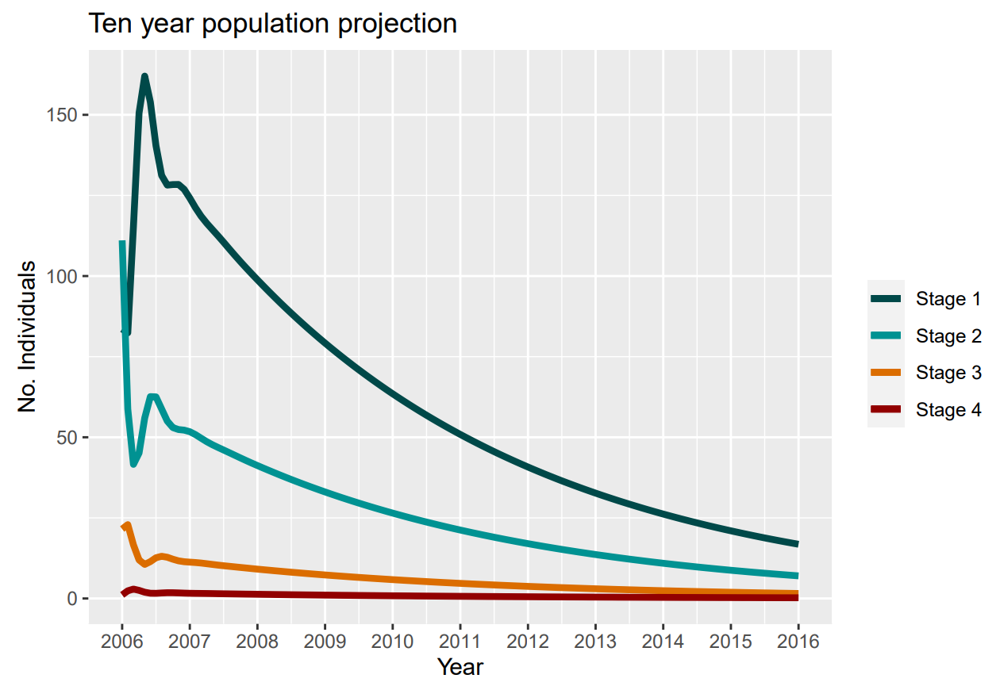 Ten year population projection
150
100
50
0
No. Individuals
2006 2007 2008 2009 2010 2011 2012 2013 2014 2015 2016
Year
Stage 1
Stage 2
Stage 3
Stage 4